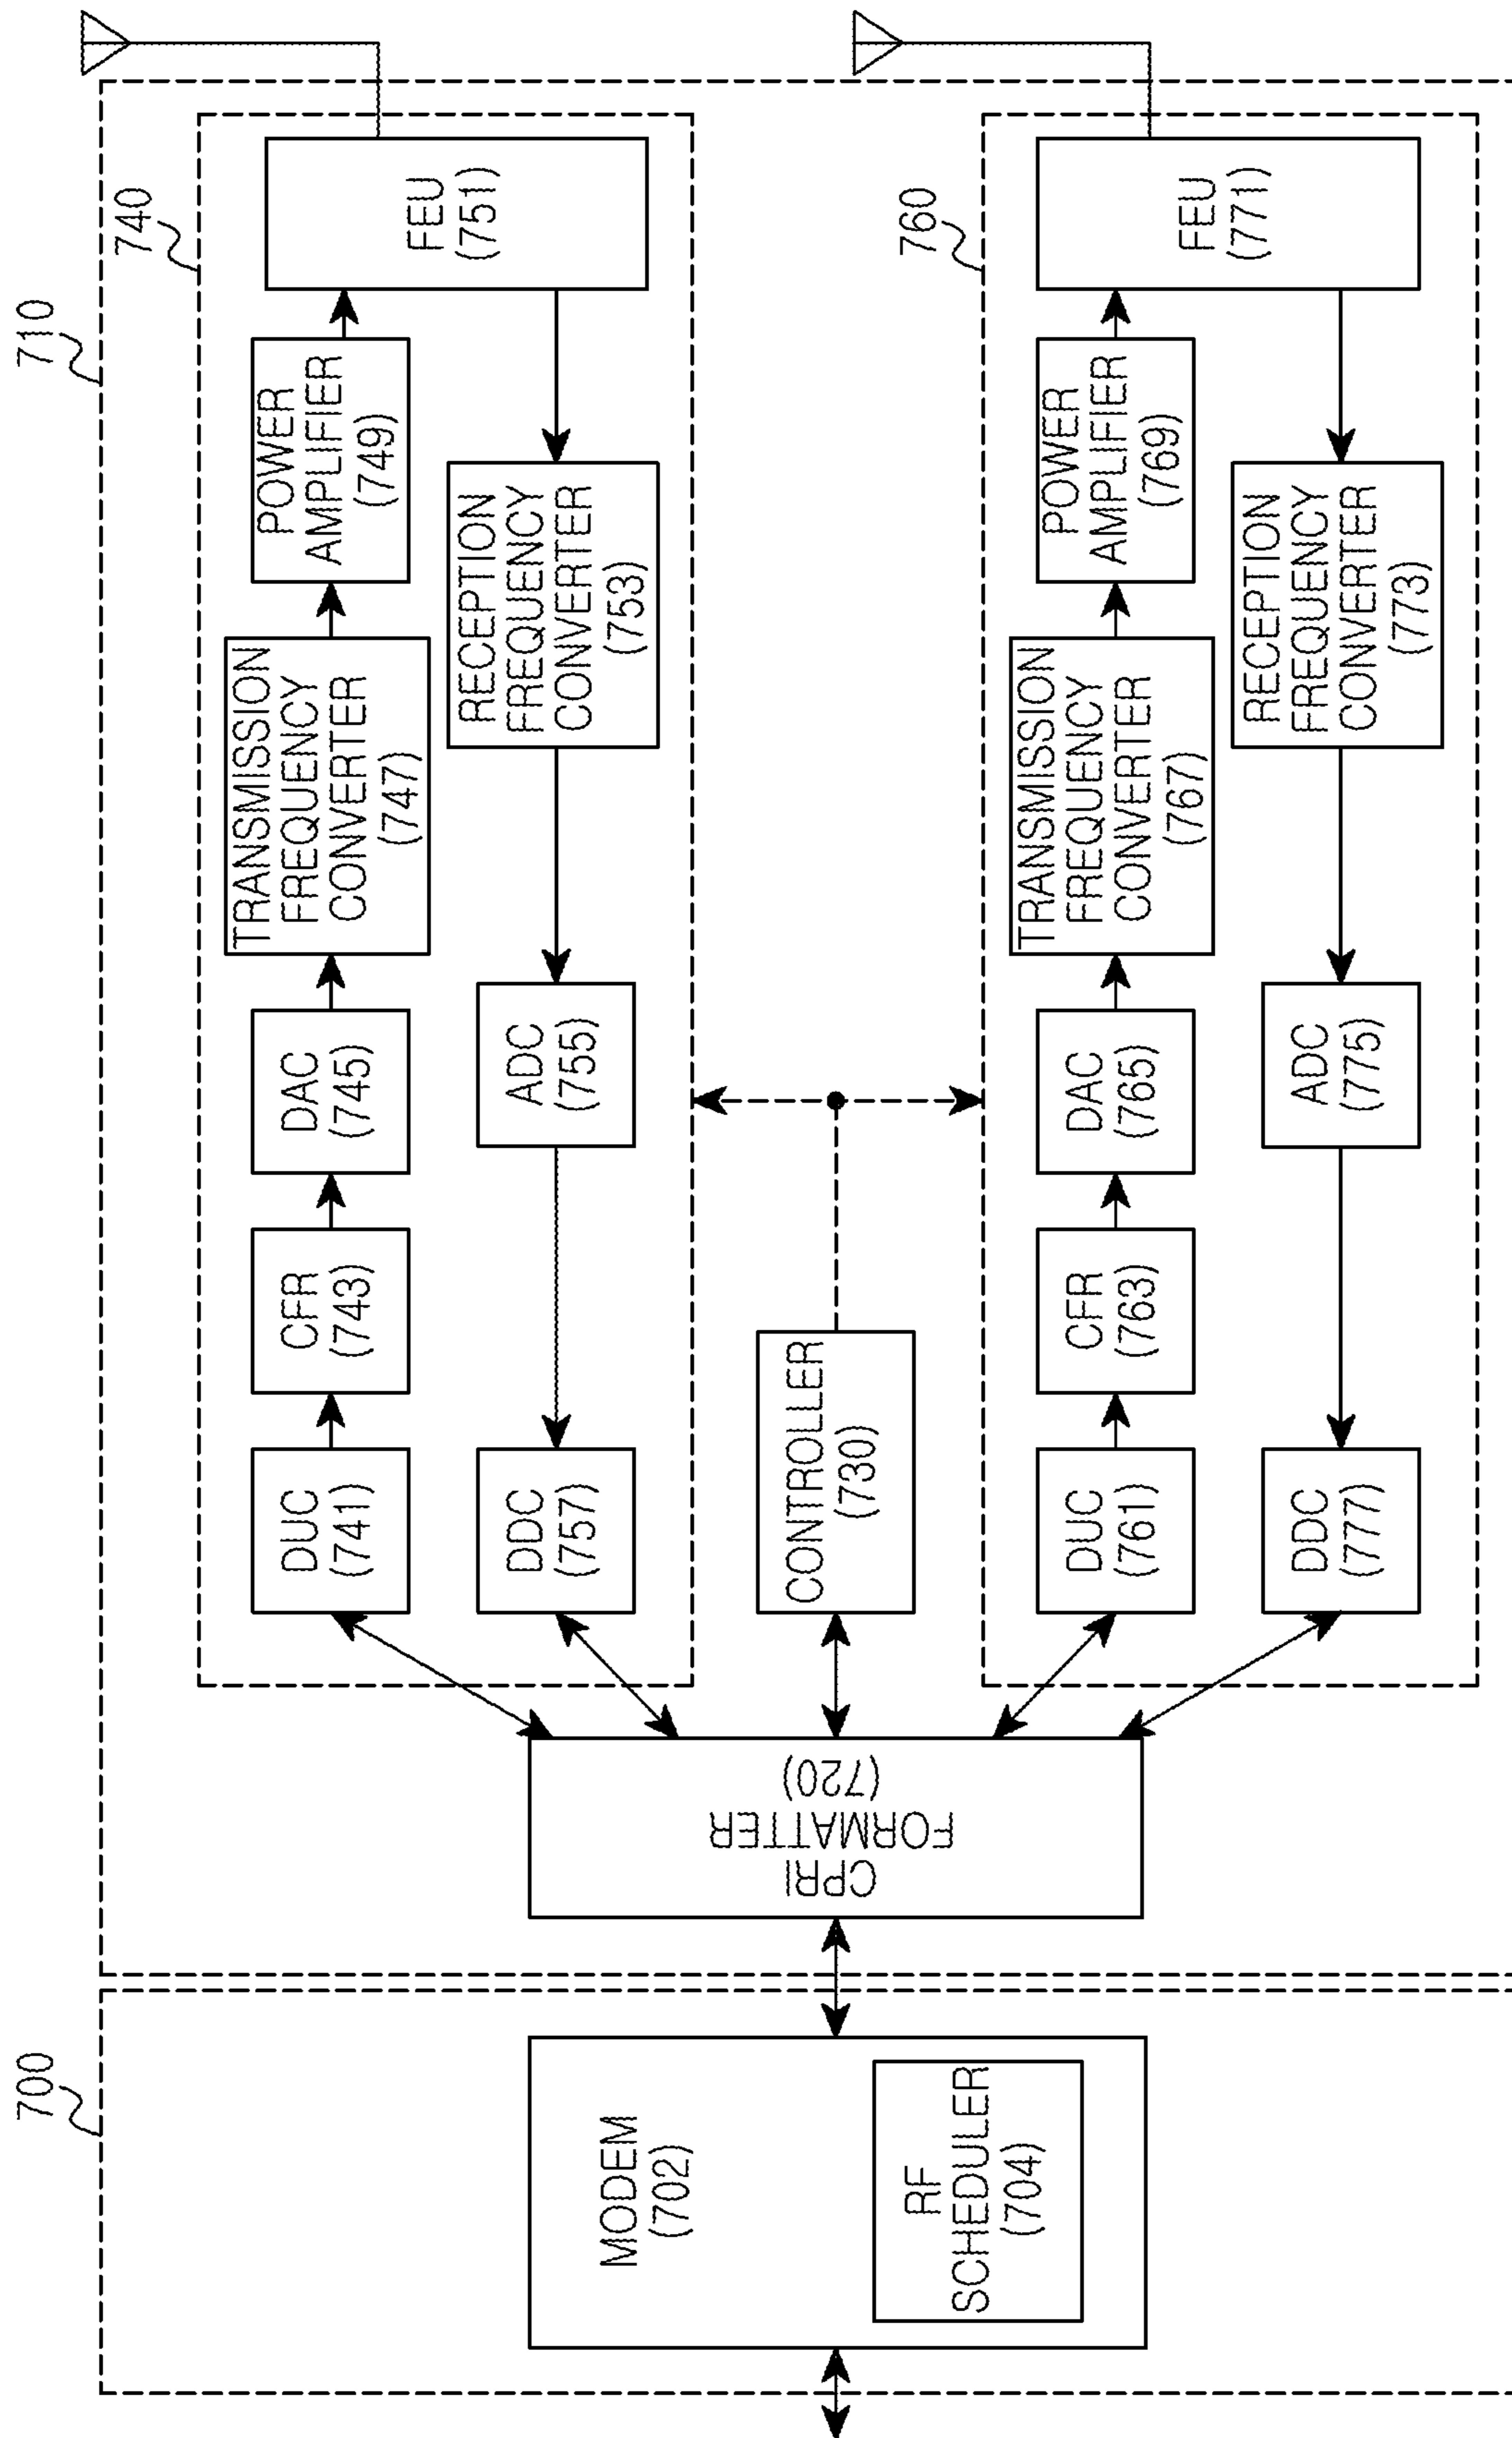 700
710
MODEM
(702)
RF
SCHEDULER
(704)
CPRI
FORMATTER
(720)
740
DUC
(741)
CFR
(743)
DAC
(745)
TRANSMISSION
FREQUENCY
CONVERTER
(747)
POWER
AMPLIFIER
(749)
FEU
(751)
DDC
(757)
ADC
(755)
RECEPTION
FREQUENCY
CONVERTER
(753)
CONTROLLER
(730)
760
DUC
(761)
CFR
(763)
DAC
(765)
TRANSMISSION
FREQUENCY
CONVERTER
(767)
POWER
AMPLIFIER
(769)
FEU
(771)
DDC
(777)
ADC
(775)
RECEPTION
FREQUENCY
CONVERTER
(773)